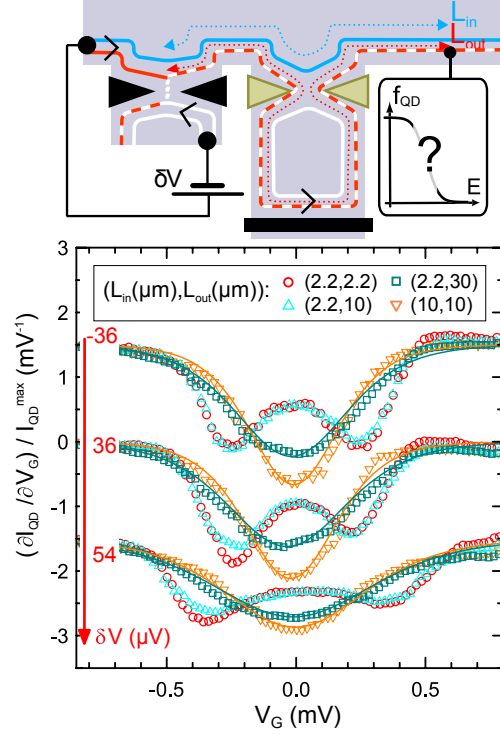 L_in
L_out
f_QD
?
E
δV
(L_in(μm),L_out(μm)):
(2.2,2.2)
(2.2,30)
(2.2,10)
(10,10)
3
2
1
0
-1
-2
-3
-36
36
54
δV (μV)
(∂I_QD/∂V_G) / I_QD^max (mV⁻¹)
-0.5
0.0
0.5
V_G (mV)